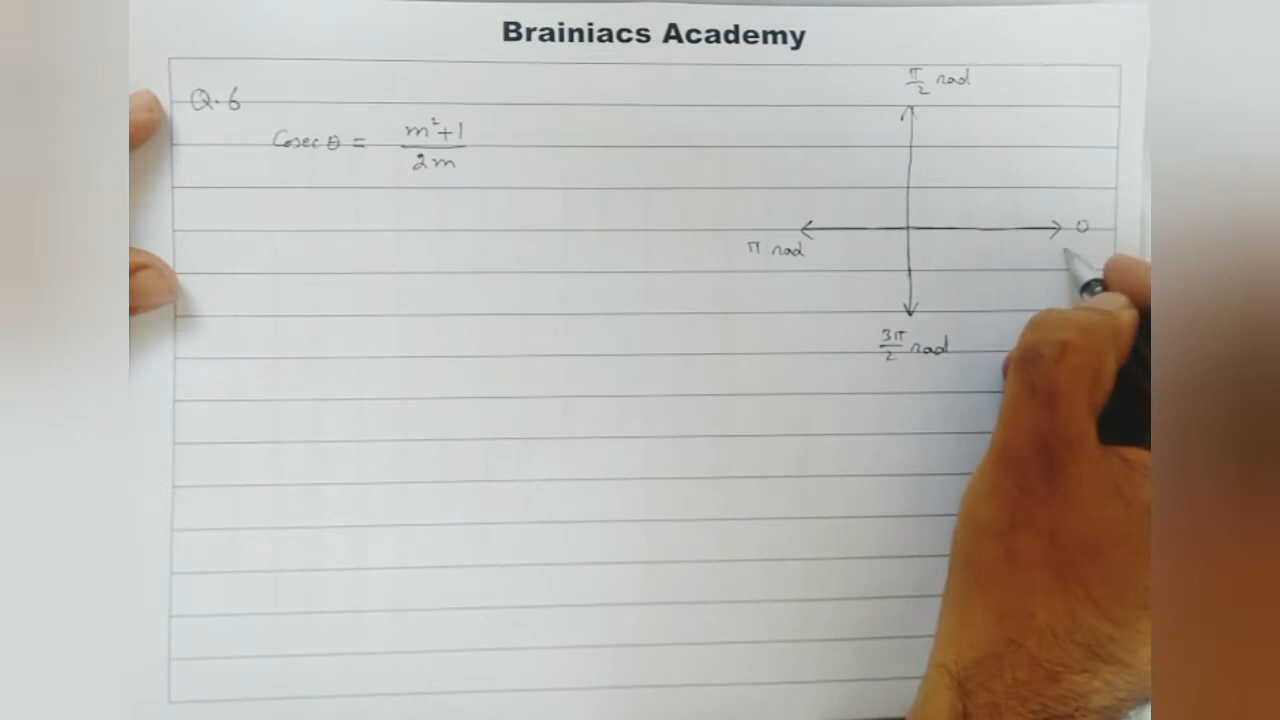 Brainiacs Academy
π/2 rad
Q.6
Cosec θ = m²+1/2m
0
π rad
3π/2 rad